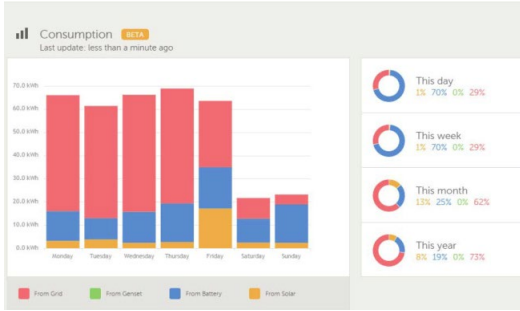 Consumption BETA
Last update: less than a minute ago
70.0 kWh
60.0 kWh
50.0 kWh
40.0 kWh
30.0 kWh
20.0 kWh
10.0 kWh
0.0 kWh
Monday Tuesday Wednesday Thursday Friday Saturday Sunday
From Grid From Genset From Battery From Solar
This day
1% 70% 0% 29%
This week
1% 70% 0% 29%
This month
13% 25% 0% 62%
This year
8% 19% 0% 73%